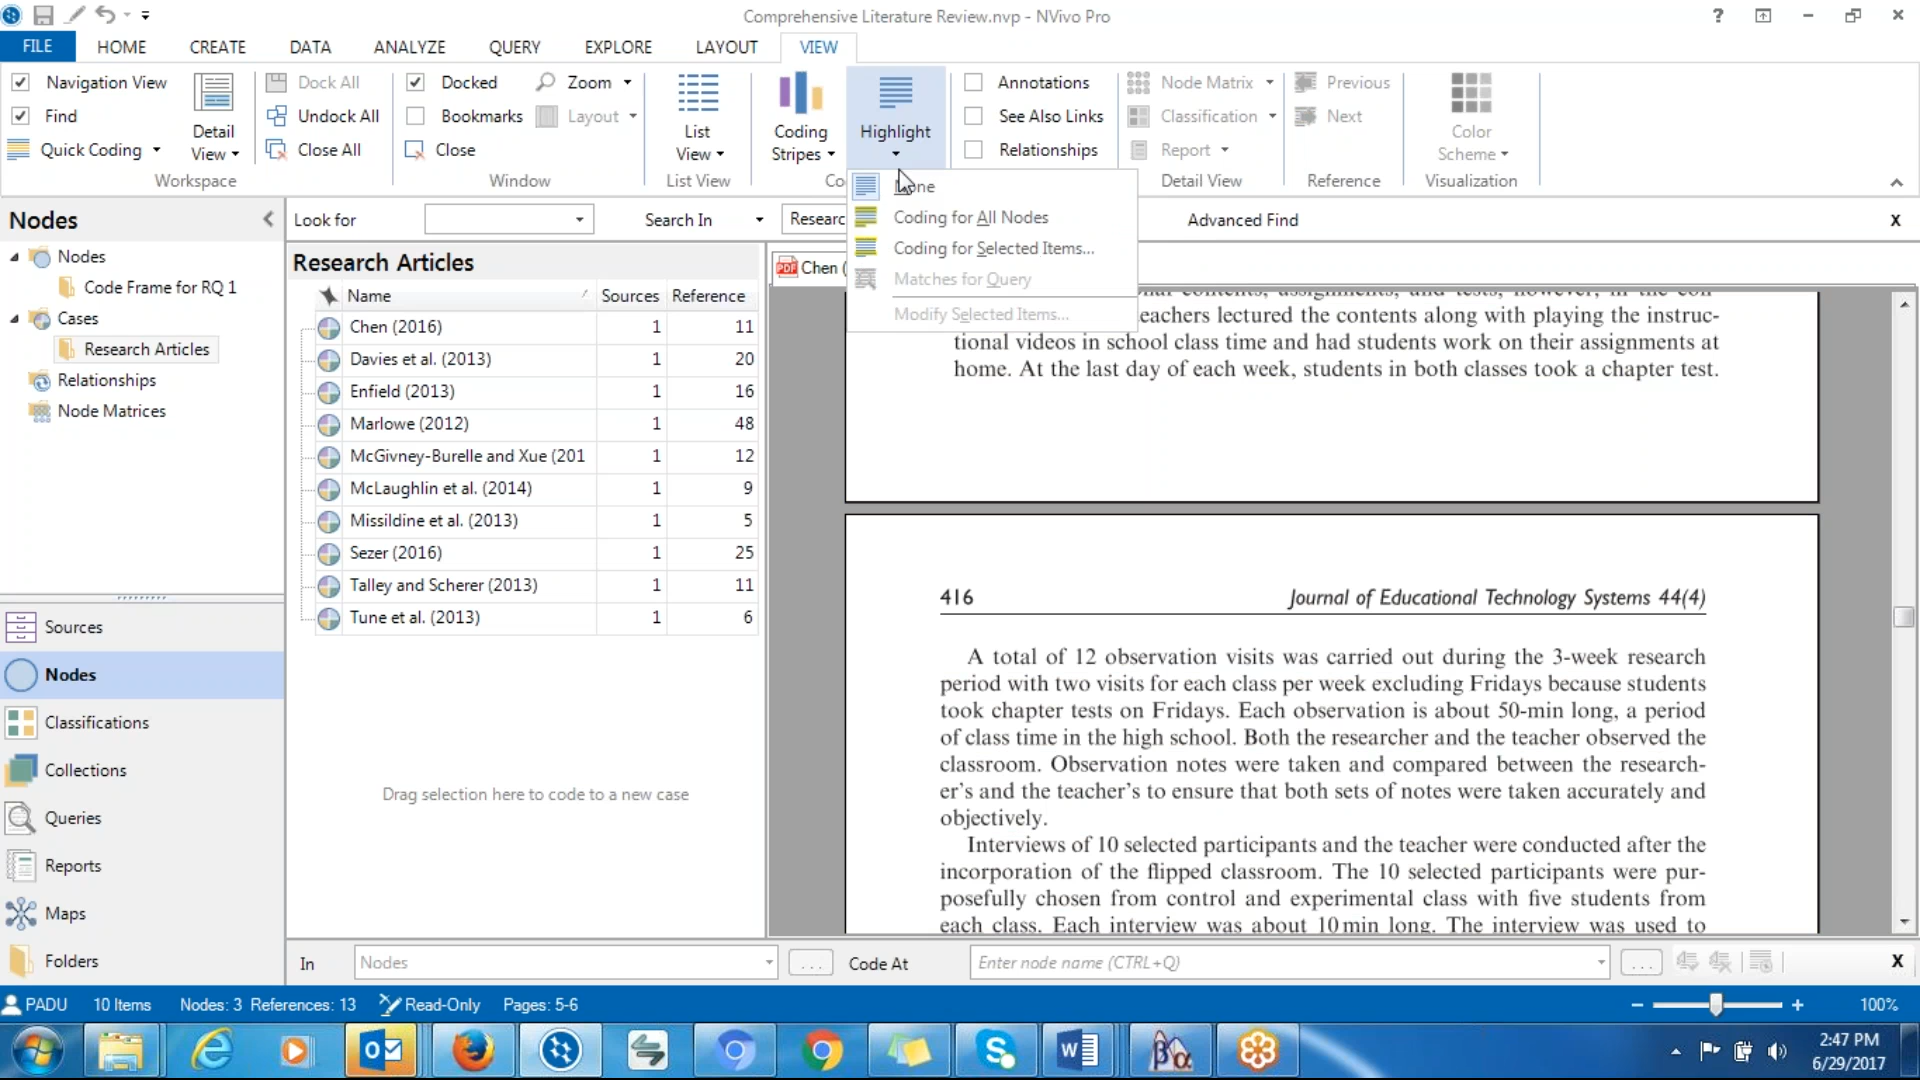 Comprehensive Literature Review.nvp - NVivo Pro
?
FILE HOME CREATE DATA ANALYZE QUERY EXPLORE LAYOUT VIEW
Navigation View
Find
Quick Coding
Detail
View
Workspace
Dock All
Undock All
Close All
Docked
Bookmarks
Close
Zoom
Layout
Window
List
View
List View
Coding
Stripes
Highlight
Annotations
See Also Links
Relationships
Node Matrix
Classification
Report
Detail View
Previous
Next
Reference
Color
Scheme
Visualization
Coding for All Nodes
Coding for Selected Items...
Matches for Query
Modify Selected Items...
Nodes
Look for
Search In
Researc
Advanced Find
X
Nodes
Code Frame for RQ 1
Cases
Research Articles
Relationships
Node Matrices
Research Articles
Name Sources Reference
Chen (2016) 1 11
Davies et al. (2013) 1 20
Enfield (2013) 1 16
Marlowe (2012) 1 48
McGivney-Burelle and Xue (201 1 12
McLaughlin et al. (2014) 1 9
Missildine et al. (2013) 1 5
Sezer (2016) 1 25
Talley and Scherer (2013) 1 11
Tune et al. (2013) 1 6
Drag selection here to code to a new case
Sources
Nodes
Classifications
Collections
Queries
Reports
Maps
Folders
PDF Chen (
eachers lectured the contents along with playing the instruc-
tional videos in school class time and had students work on their assignments at
home. At the last day of each week, students in both classes took a chapter test.
416 Journal of Educational Technology Systems 44(4)
A total of 12 observation visits was carried out during the 3-week research
period with two visits for each class per week excluding Fridays because students
took chapter tests on Fridays. Each observation is about 50-min long, a period
of class time in the high school. Both the researcher and the teacher observed the
classroom. Observation notes were taken and compared between the research-
er's and the teacher's to ensure that both sets of notes were taken accurately and
objectively.
Interviews of 10 selected participants and the teacher were conducted after the
incorporation of the flipped classroom. The 10 selected participants were pur-
posefully chosen from control and experimental class with five students from
each class. Each interview was about 10 min long. The interview was used to
In Nodes ... Code At Enter node name (CTRL+Q) ... X
PADU 10 Items Nodes: 3 References: 13 Read-Only Pages: 5-6 100%
2:47 PM
6/29/2017